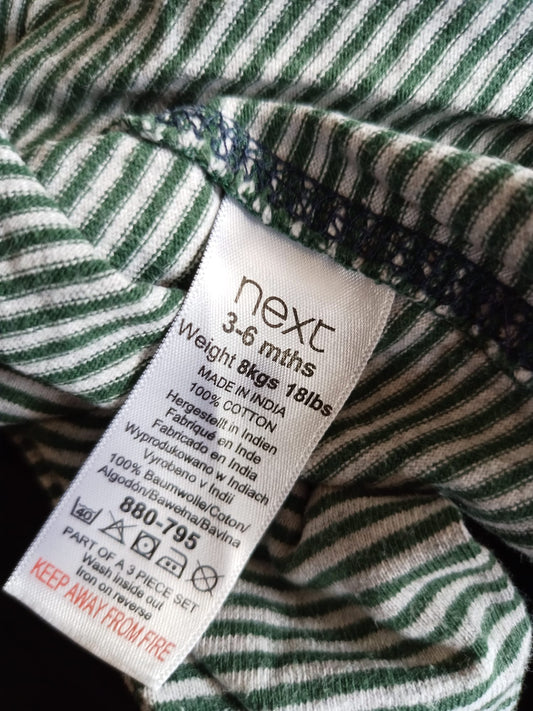 next
3-6 mths
Weight 8kgs 18lbs
MADE IN INDIA
100% COTTON
Hergestellt in Indien
Fabriqué en Inde
Fabricado en India
Wyprodukowano w Indiach
Vyrobeno v Indii
100% Baumwolle/Coton/
Algodón/Bawełna/Bavlna
880-795
40
PART OF A 3 PIECE SET
Wash inside out
Iron on reverse
KEEP AWAY FROM FIRE